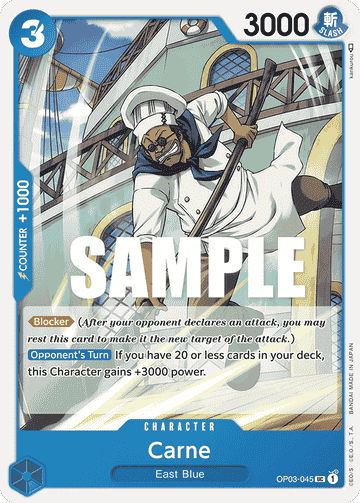 3
3000
斬
SLASH
kankurou
COUNTER +1000
SAMPLE
Blocker (After your opponent declares an attack, you may
rest this card to make it the new target of the attack.)
Opponent's Turn If you have 20 or less cards in your deck,
this Character gains +3000 power.
CHARACTER
Carne
East Blue
OP03-045 UC 1
©E.O./S., T.A. BANDAI MADE IN JAPAN